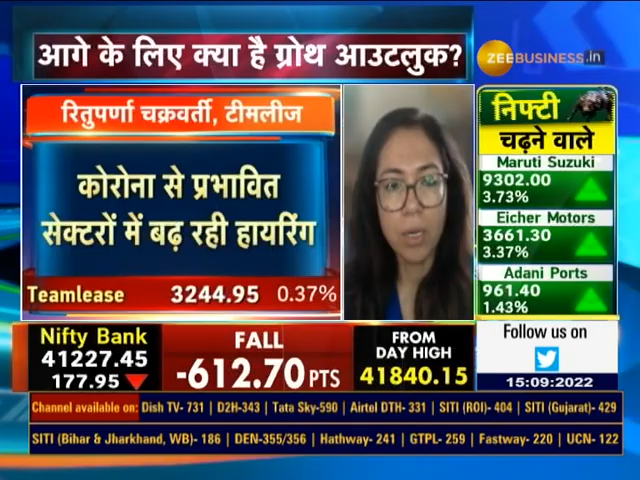 आगे के लिए क्या है ग्रोथ आउटलुक?
ZEEBUSINESS.in
रितुपर्णा चक्रवर्ती, टीमलीज
कोरोना से प्रभावित
सेक्टरों में बढ़ रही हायरिंग
Teamlease 3244.95 0.37%
निफ्टी
चढ़ने वाले
Maruti Suzuki
9302.00
3.73%
Eicher Motors
3661.30
3.37%
Adani Ports
961.40
1.43%
Nifty Bank
41227.45
177.95
FALL
-612.70 PTS
FROM
DAY HIGH
41840.15
Follow us on
15:09:2022
Channel available on: Dish TV- 731 | D2H-343 | Tata Sky-590 | Airtel DTH- 331 | SITI (ROI)- 404 | SITI (Gujarat)- 429
SITI (Bihar & Jharkhand, WB)- 186 | DEN-355/356 | Hathway- 241 | GTPL- 259 | Fastway- 220 | UCN- 122